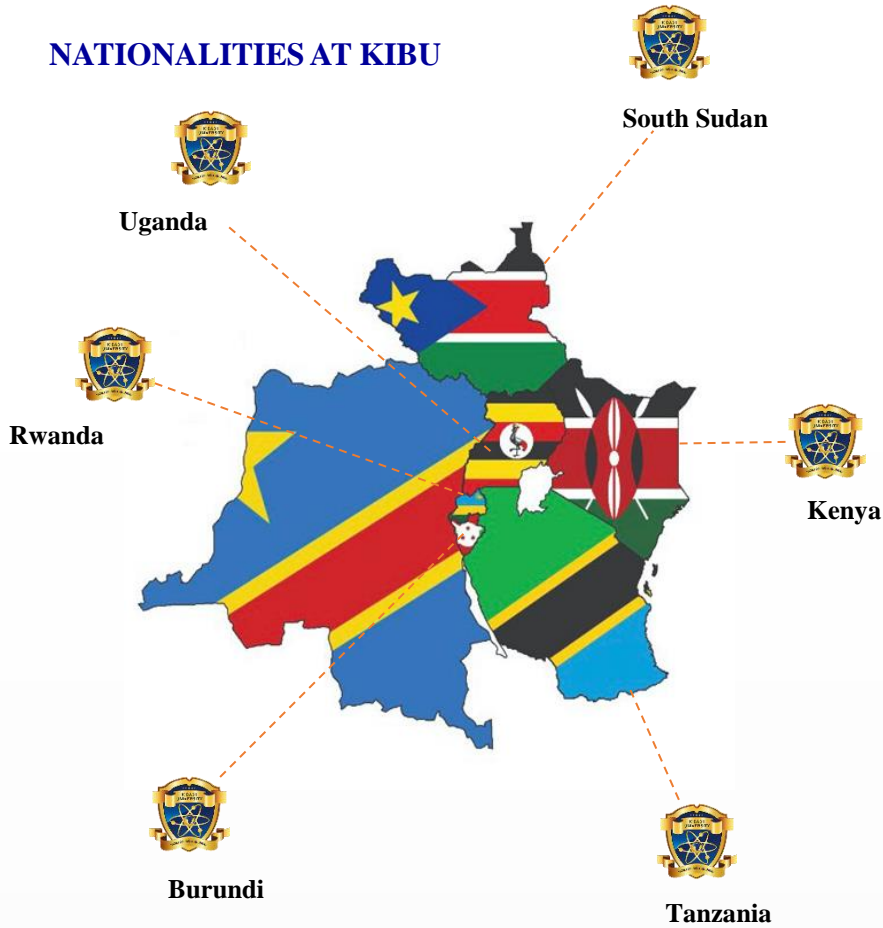 NATIONALITIES AT KIBU
South Sudan
Uganda
Rwanda
Kenya
Burundi
Tanzania